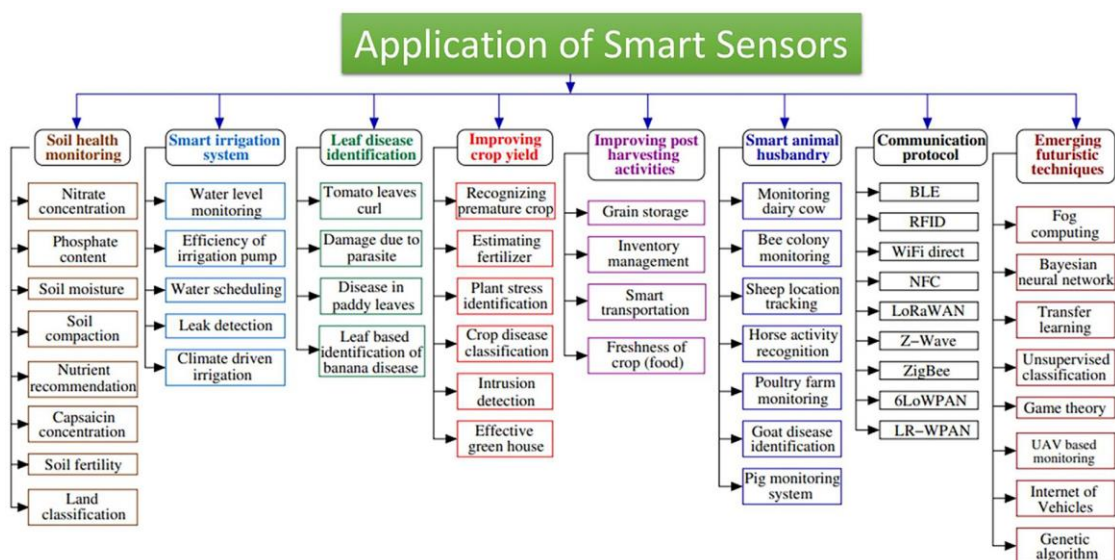 Application of Smart Sensors
Soil health
monitoring
Nitrate
concentration
Phosphate
content
Soil moisture
Soil
compaction
Nutrient
recommendation
Capsaicin
concentration
Soil fertility
Land
classification
Smart irrigation
system
Water level
monitoring
Efficiency of
irrigation pump
Water scheduling
Leak detection
Climate driven
irrigation
Leaf disease
identification
Tomato leaves
curl
Damage due to
parasite
Disease in
paddy leaves
Leaf based
identification of
banana disease
Improving
crop yield
Recognizing
premature crop
Estimating
fertilizer
Plant stress
identification
Crop disease
classification
Intrusion
detection
Effective
green house
Improving post
harvesting
activities
Grain storage
Inventory
management
Smart
transportation
Freshness of
crop (food)
Smart animal
husbandry
Monitoring
dairy cow
Bee colony
monitoring
Sheep location
tracking
Horse activity
recognition
Poultry farm
monitoring
Goat disease
identification
Pig monitoring
system
Communication
protocol
BLE
RFID
WiFi direct
NFC
LoRaWAN
Z-Wave
ZigBee
6LoWPAN
LR-WPAN
Emerging
futuristic
techniques
Fog
computing
Bayesian
neural network
Transfer
learning
Unsupervised
classification
Game theory
UAV based
monitoring
Internet of
Vehicles
Genetic
algorithm